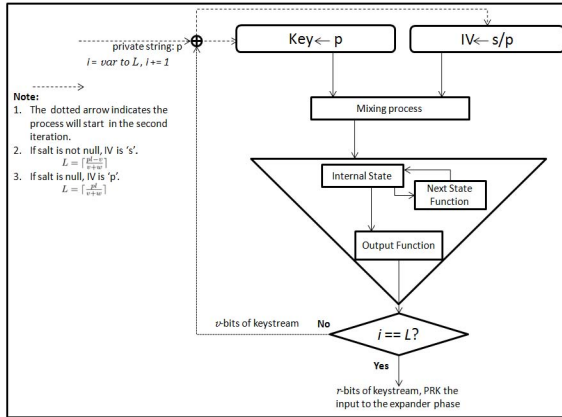 private string: p
i = var to L, i += 1
Key← p
IV← s/p
Mixing process
Internal State
Next State
Function
Output Function
i == L?
No
Yes
v-bits of keystream
r-bits of keystream, PRK the
input to the expander phase
Note:
1. The dotted arrow indicates the
process will start in the second
iteration.
2. If salt is not null, IV is ‘s’.
L = ⌈(pl−v)/(v+w)⌉
3. If salt is null, IV is ‘p’.
L = ⌈pl/(v+w)⌉